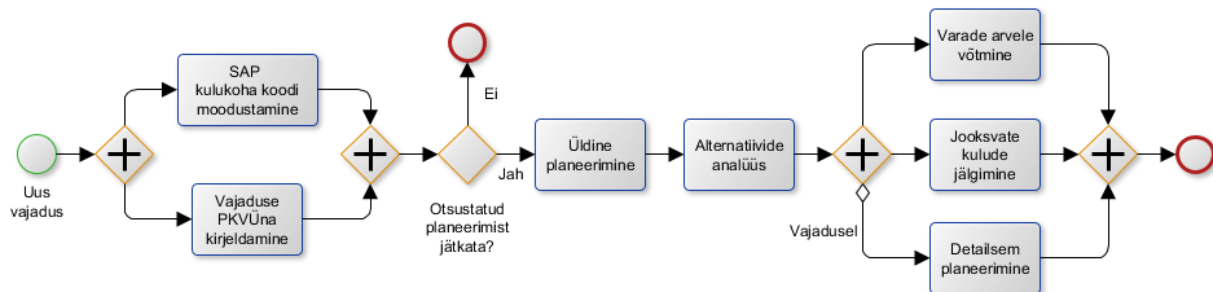 Uus
vajadus
SAP
kulukoha koodi
moodustamine
Vajaduse
PKVÜna
kirjeldamine
Ei
Jah
Otsustatud
planeerimist
jätkata?
Üldine
planeerimine
Alternatiivide
analüüs
Vajadusel
Varade arvele
võtmine
Jooksvate
kulude
jälgimine
Detailsem
planeerimine